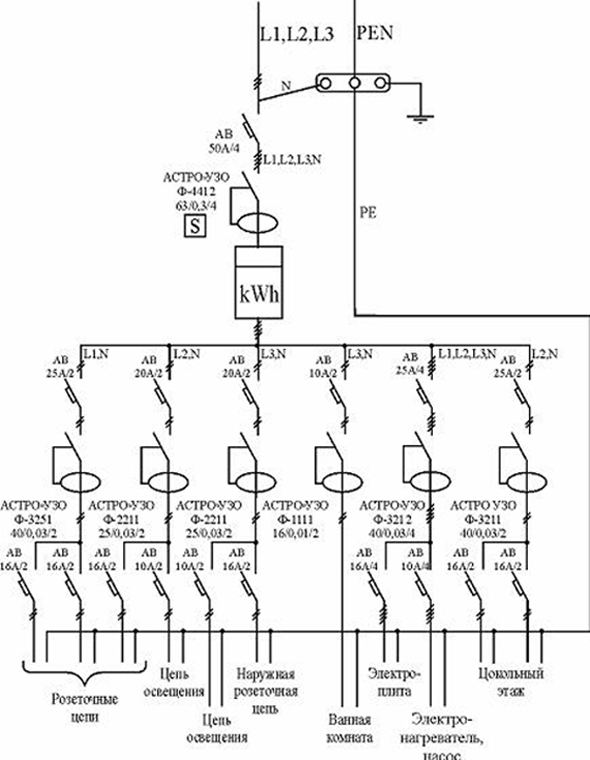 L1,L2,L3
PEN
N
АВ
50А/4
L1,L2,L3,N
АСТРО-УЗО
Ф-4412
63/0,3/4
S
PE
kWh
АВ
25А/2
L1,N
АВ
20А/2
L2,N
АВ
20А/2
L3,N
АВ
10А/2
L3,N
АВ
25А/4
L1,L2,L3,N
АВ
25А/2
L2,N
АСТРО-УЗО
Ф-3251
40/0,03/2
АСТРО-УЗО
Ф-2211
25/0,03/2
АСТРО-УЗО
Ф-2211
25/0,03/2
АСТРО-УЗО
Ф-1111
16/0,01/2
АСТРО-УЗО
Ф-3212
40/0,03/4
АСТРО УЗО
Ф-3211
40/0,03/2
АВ
16А/2
АВ
16А/2
АВ
16А/2
АВ
10А/2
АВ
10А/2
АВ
16А/2
АВ
16А/4
АВ
10А/4
АВ
16А/2
АВ
16А/2
Розеточные
цепи
Цепь
освещения
Цепь
освещения
Наружная
розеточная
цепь
Ванная
комната
Электро-
плита
Электро-
нагреватель,
насос
Цокольный
этаж